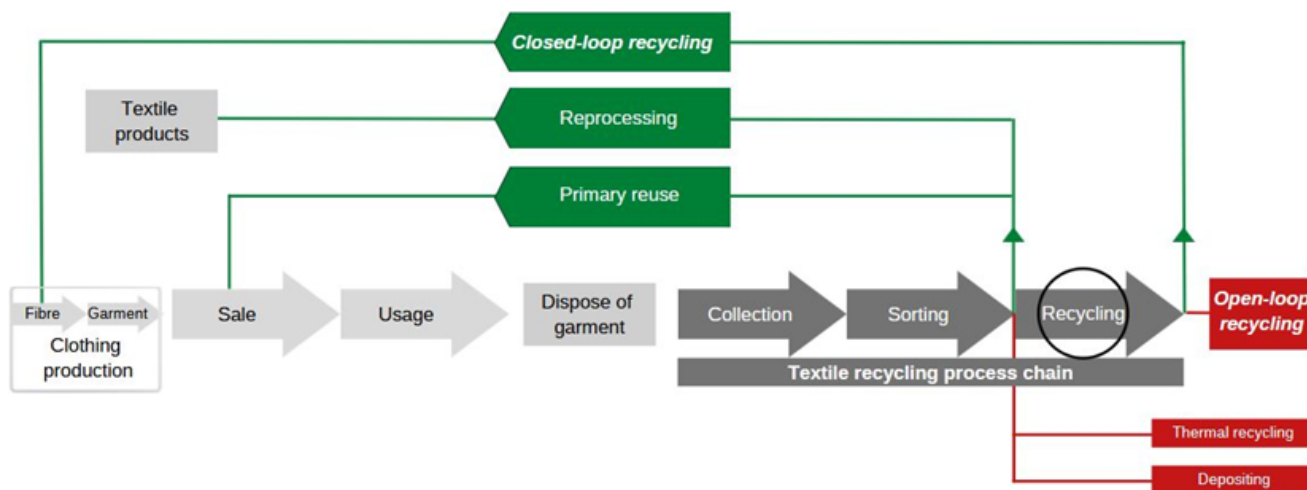 Closed-loop recycling
Textile
products
Reprocessing
Primary reuse
Fibre
Garment
Clothing
production
Sale
Usage
Dispose of
garment
Collection
Sorting
Recycling
Open-loop
recycling
Textile recycling process chain
Thermal recycling
Depositing